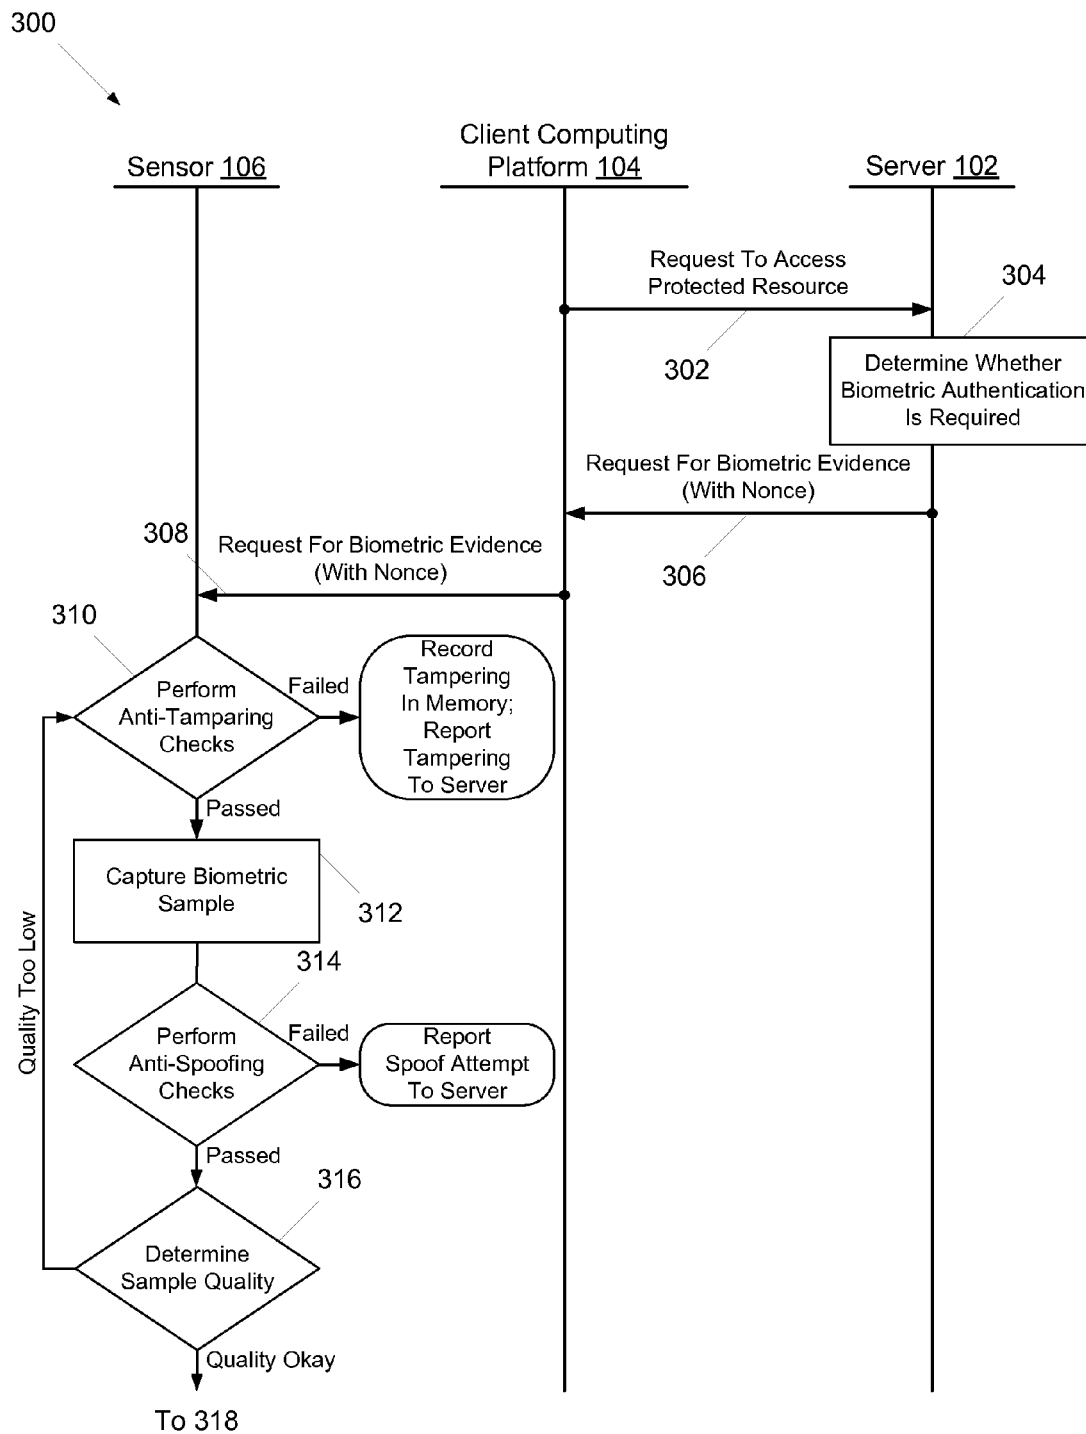 300
Sensor 106
Client Computing
Platform 104
Server 102
Request To Access
Protected Resource
302
304
Determine Whether
Biometric Authentication
Is Required
Request For Biometric Evidence
(With Nonce)
306
308
Request For Biometric Evidence
(With Nonce)
310
Perform
Anti-Tamparing
Checks
Failed
Record
Tampering
In Memory;
Report
Tampering
To Server
Passed
Capture Biometric
Sample
312
314
Perform
Anti-Spoofing
Checks
Failed
Report
Spoof Attempt
To Server
Quality Too Low
Passed
316
Determine
Sample Quality
Quality Okay
To 318